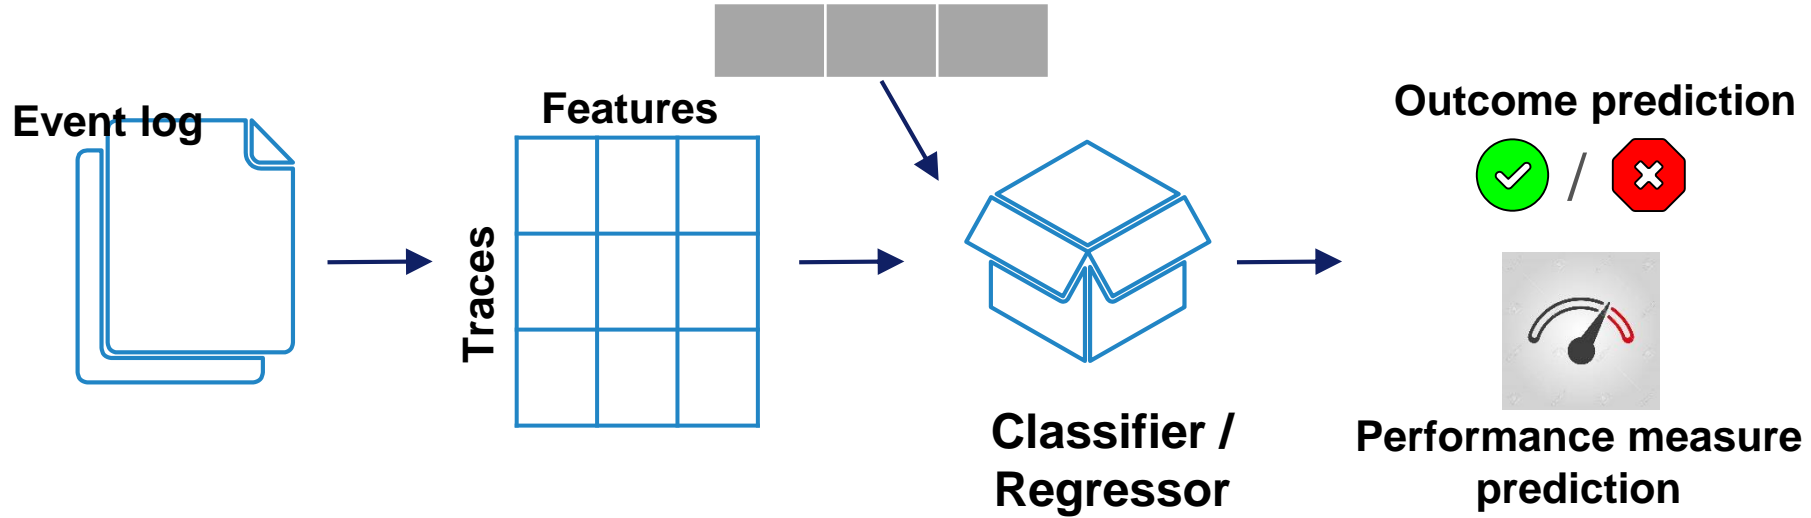 Event log
Features
Traces
Classifier /
Regressor
Outcome prediction
/
Performance measure
prediction